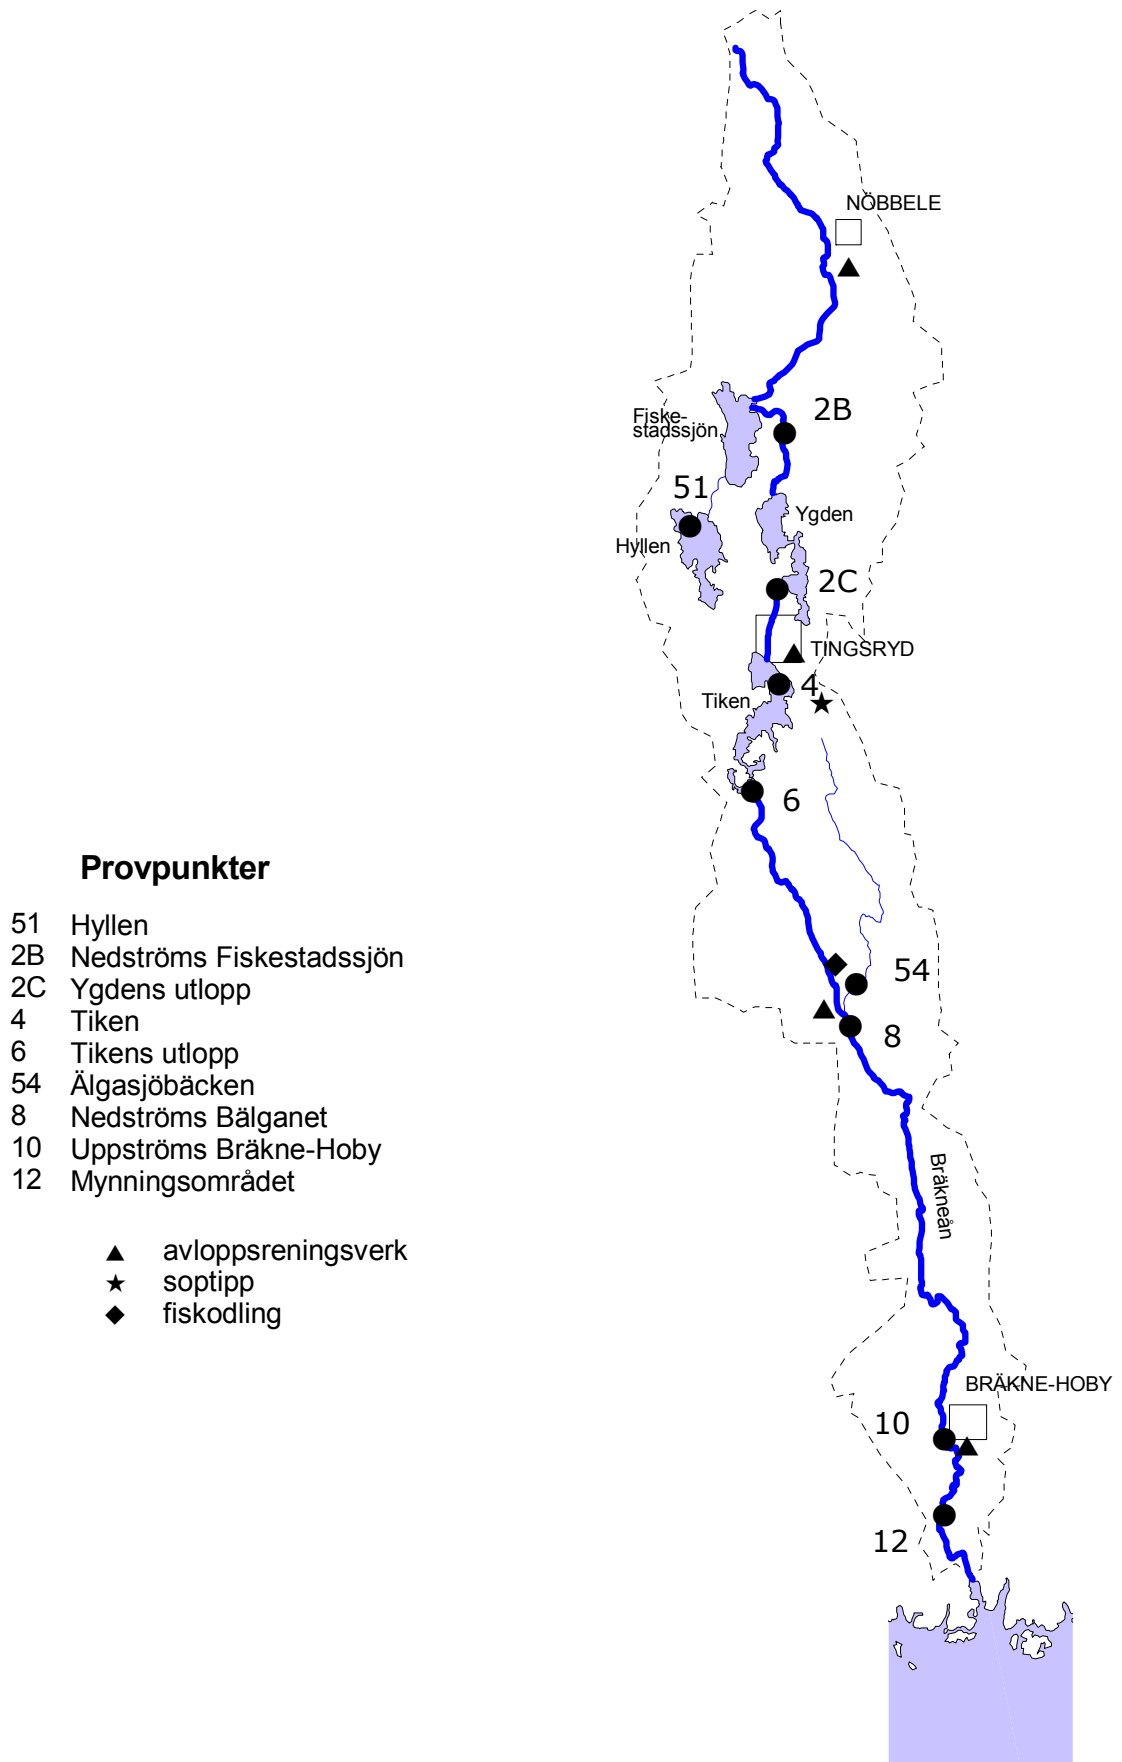 NÖBBELE
2B
Fiske-
stadssjön
51
Ygden
Hyllen
2C
TINGSRYD
4
Tiken
6
Provpunkter
51 Hyllen
2B Nedströms Fiskestadssjön
2C Ygdens utlopp
4 Tiken
6 Tikens utlopp
54 Älgasjöbäcken
8 Nedströms Bälganet
10 Uppströms Bräkne-Hoby
12 Mynningsområdet
avloppsreningsverk
soptipp
fiskodling
54
8
Bräkneån
BRÄKNE-HOBY
10
12